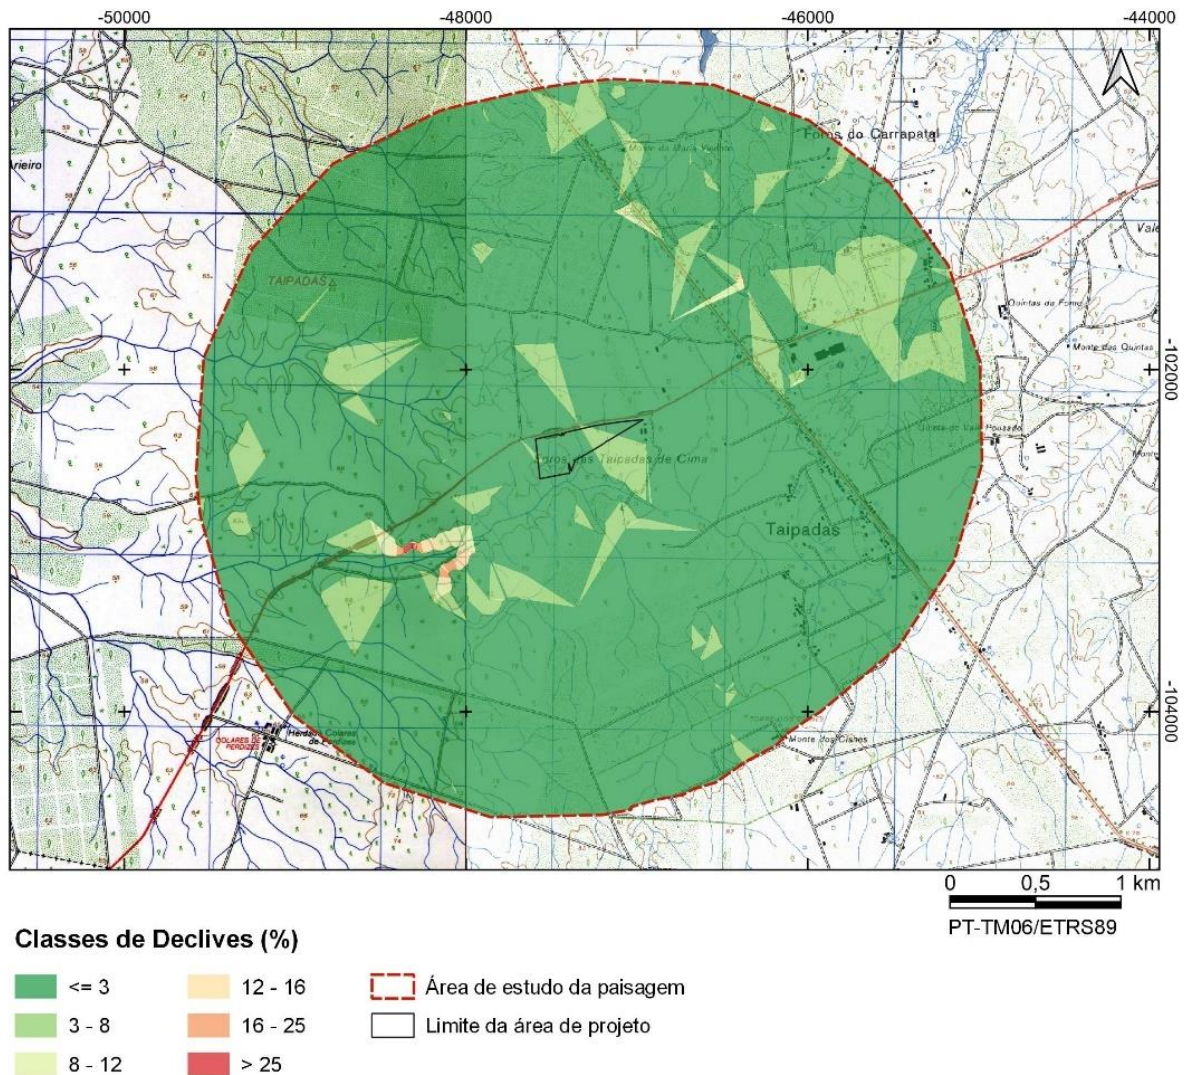 -50000 -48000 -46000 -44000
Foros do Carrapatal
Arieiro
Vale
TAIPADAS
Quintas da Fome
Monte das Quintas
-102000
Foros das Taipadas de Cima
Monte
Taipadas
Herdade Colares
de Perdizes
COLARES DE
PERDIZES
Monte dos Cisnes
-104000
0 0,5 1 km
PT-TM06/ETRS89
Classes de Declives (%)
<= 3 12 - 16 Área de estudo da paisagem
3 - 8 16 - 25 Limite da área de projeto
8 - 12 > 25